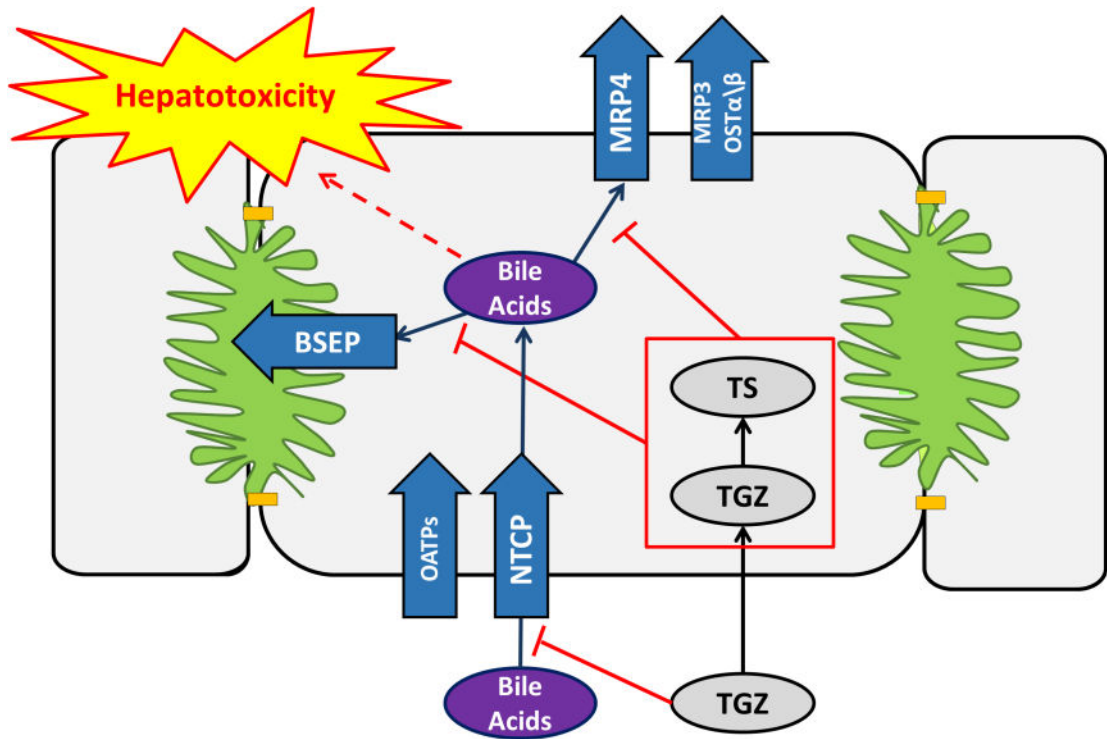 Hepatotoxicity
MRP4
MRP3
OSTα\β
Bile
Acids
BSEP
TS
TGZ
OATPs
NTCP
Bile
Acids
TGZ